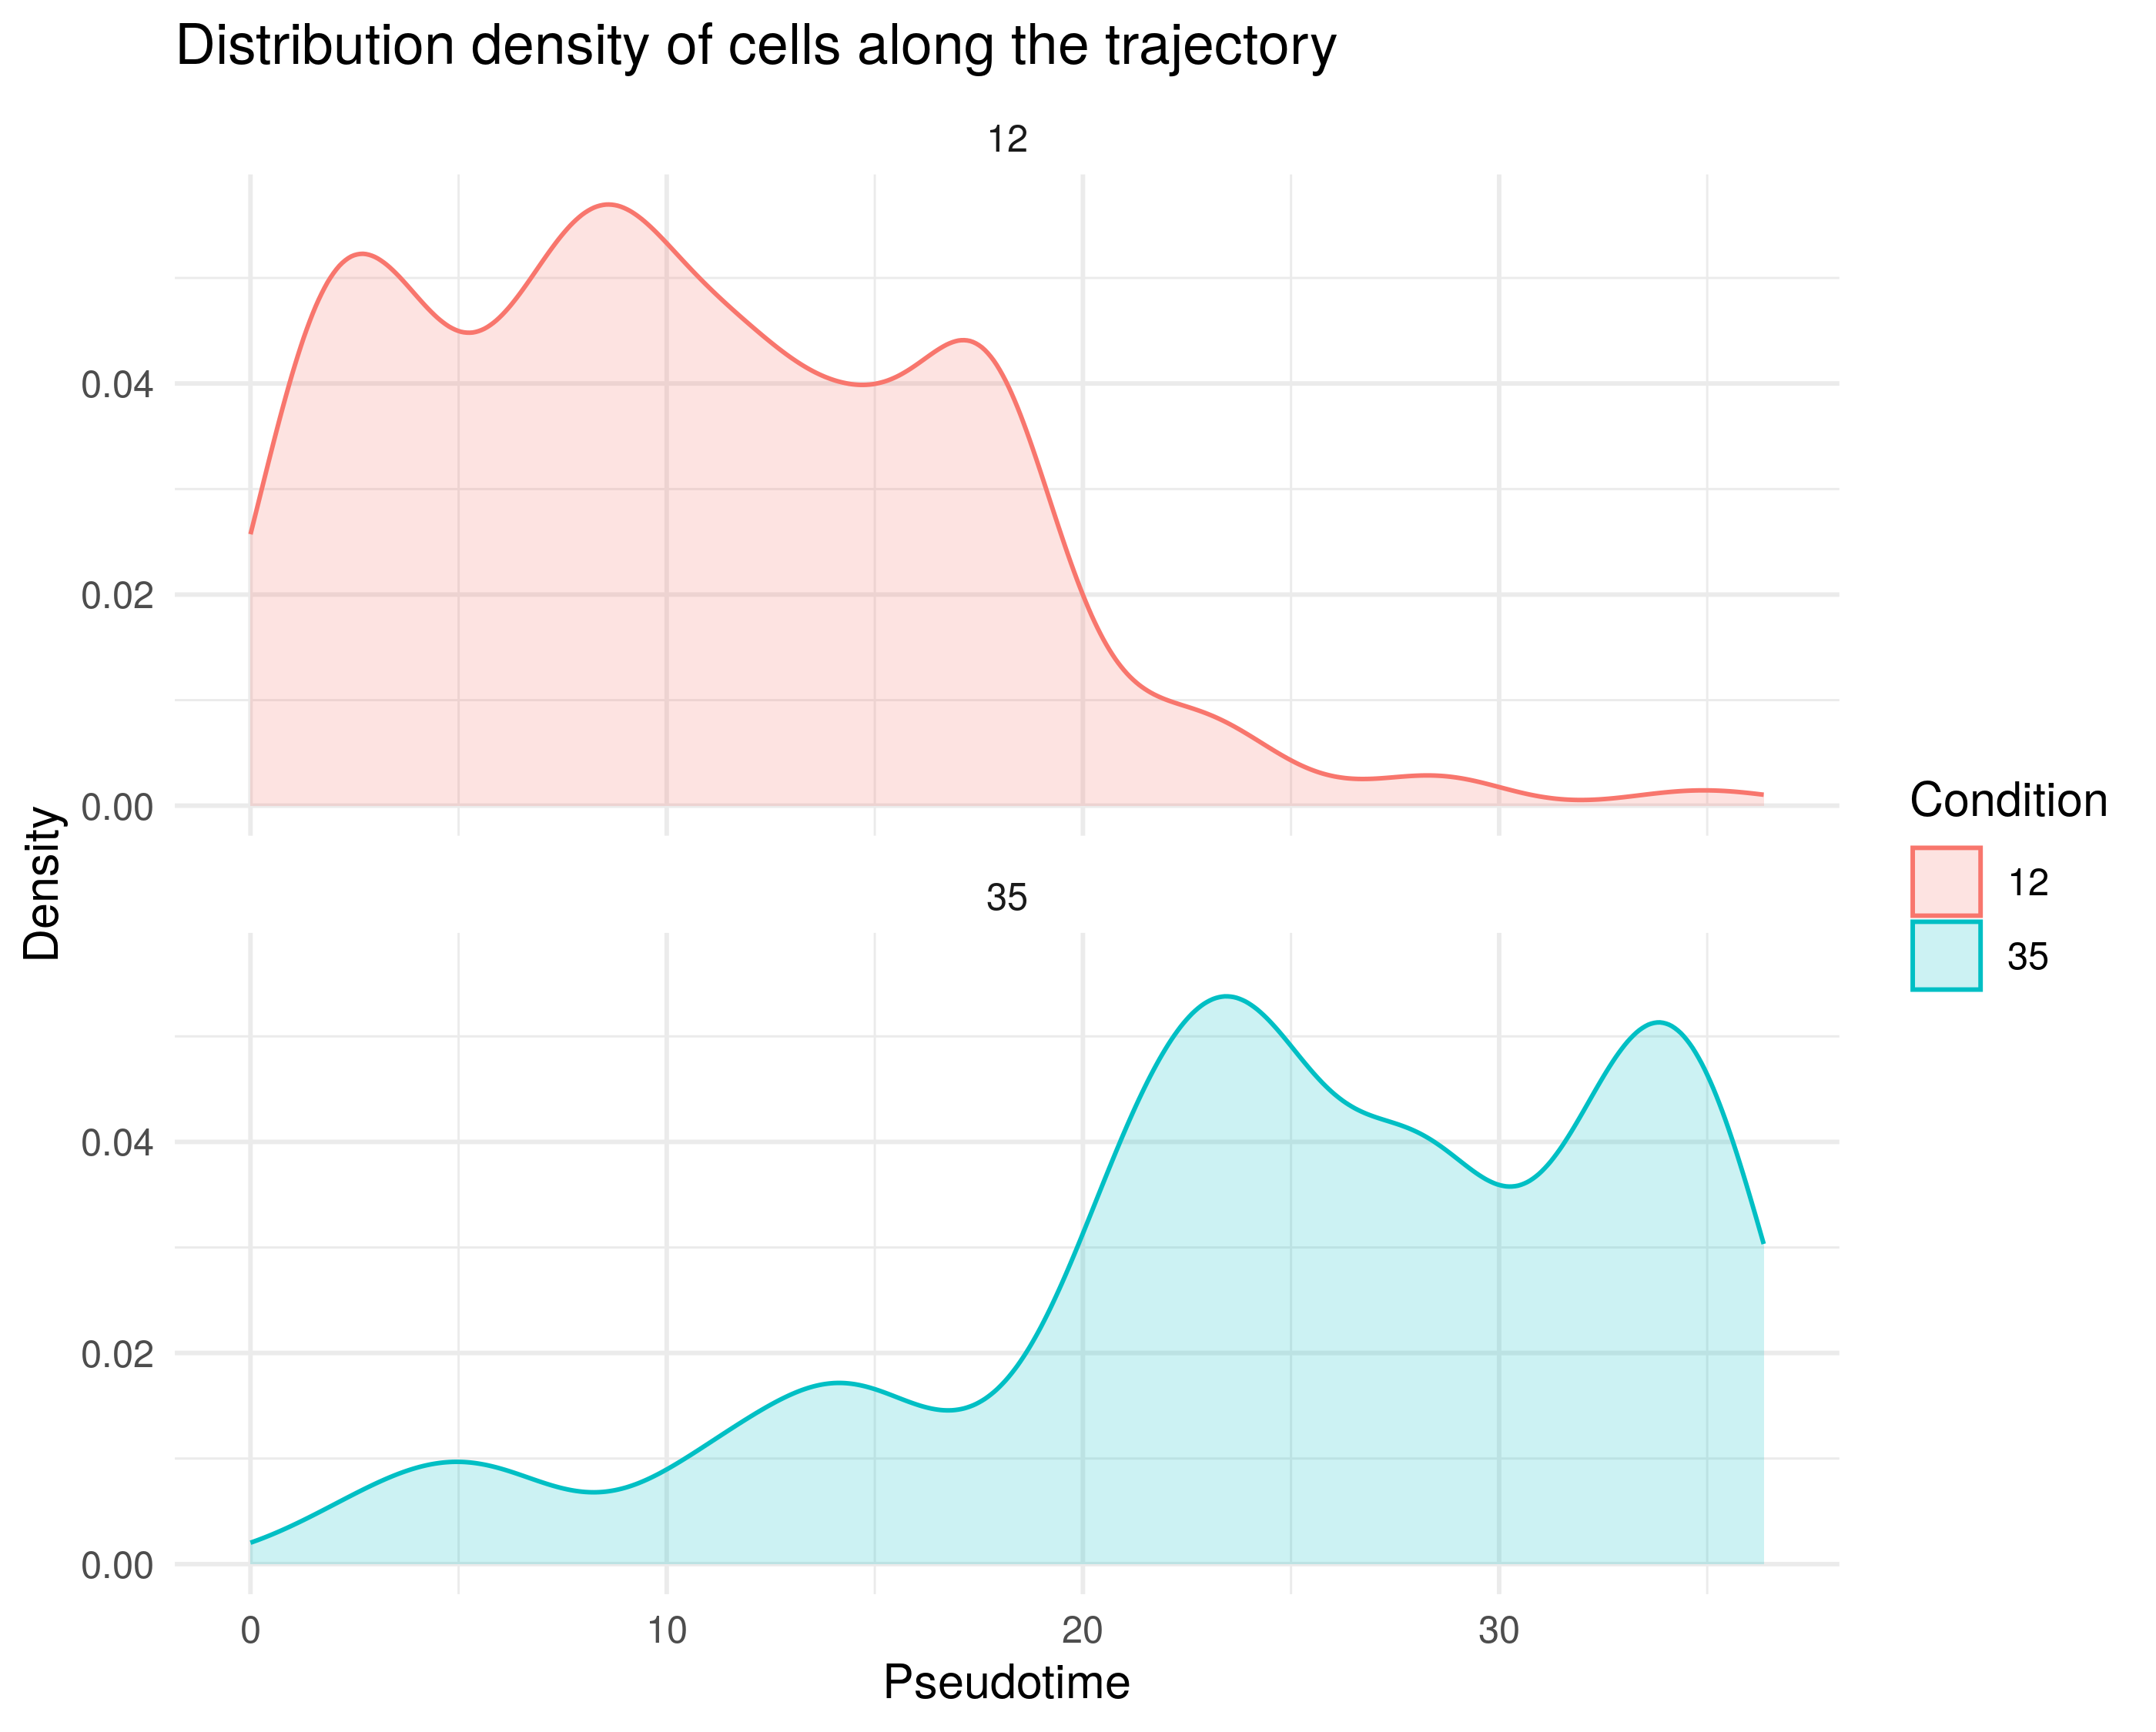 Distribution density of cells along the trajectory
12
0.04
0.02
0.00
Density
35
0.04
0.02
0.00
0 10 20 30
Pseudotime
Condition
12
35